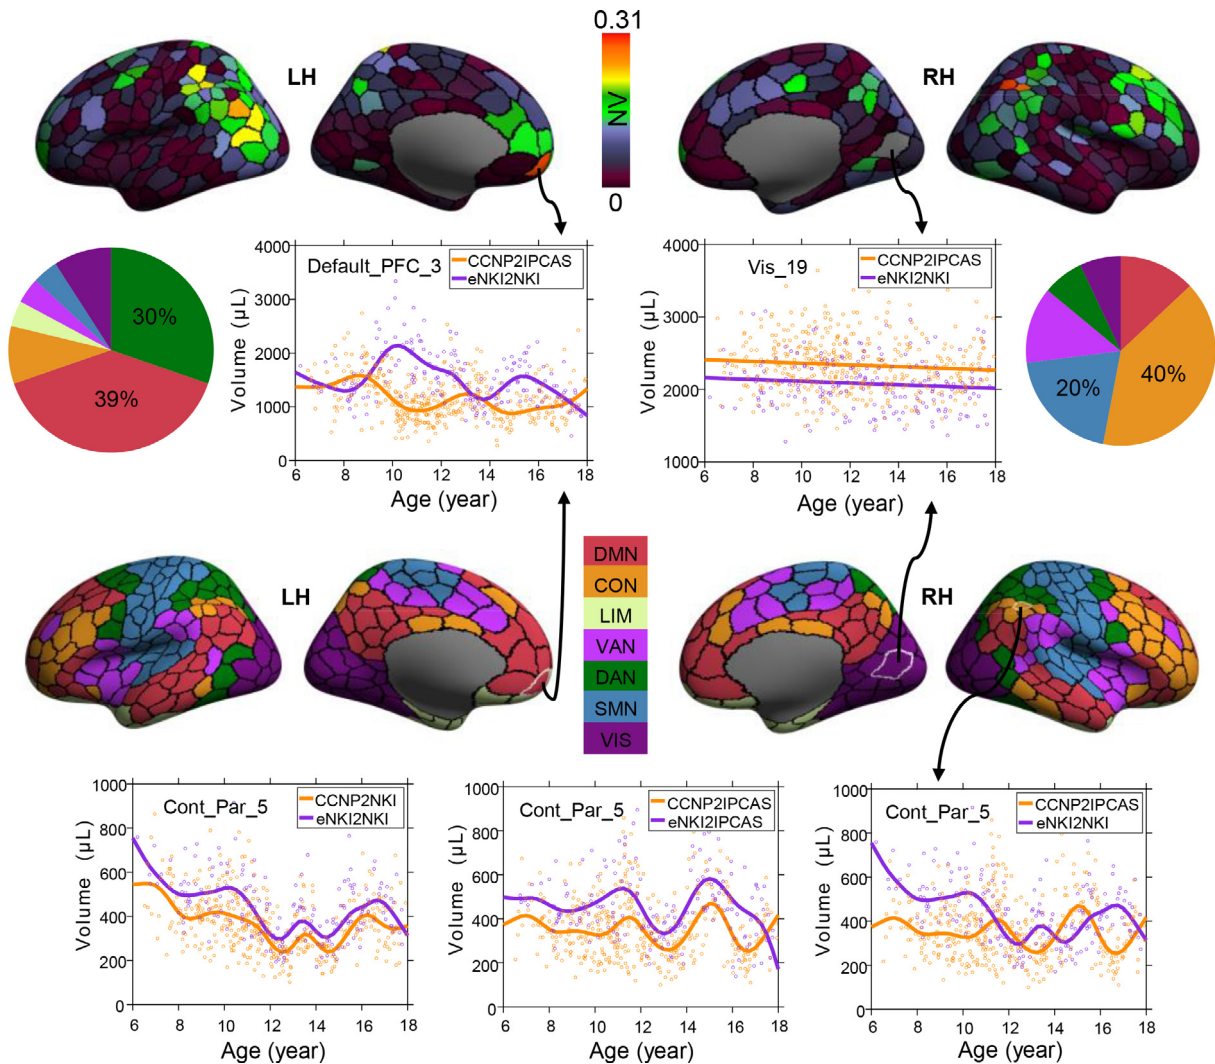 0.31
LH
NV
RH
0
Default_PFC_3
CCNP2IPCAS
eNKI2NKI
4000
3000
2000
1000
0
Volume (µL)
6 8 10 12 14 16 18
Age (year)
30%
39%
Vis_19
CCNP2IPCAS
eNKI2NKI
4000
3000
2000
1000
Volume (µL)
6 8 10 12 14 16 18
Age (year)
40%
20%
LH
DMN
CON
LIM
VAN
DAN
SMN
VIS
RH
Cont_Par_5
CCNP2NKI
eNKI2NKI
1000
800
600
400
200
0
Volume (µL)
6 8 10 12 14 16 18
Age (year)
Cont_Par_5
CCNP2IPCAS
eNKI2IPCAS
1000
800
600
400
200
0
Volume (µL)
6 8 10 12 14 16 18
Age (year)
Cont_Par_5
CCNP2IPCAS
eNKI2NKI
1000
800
600
400
200
0
Volume (µL)
6 8 10 12 14 16 18
Age (year)